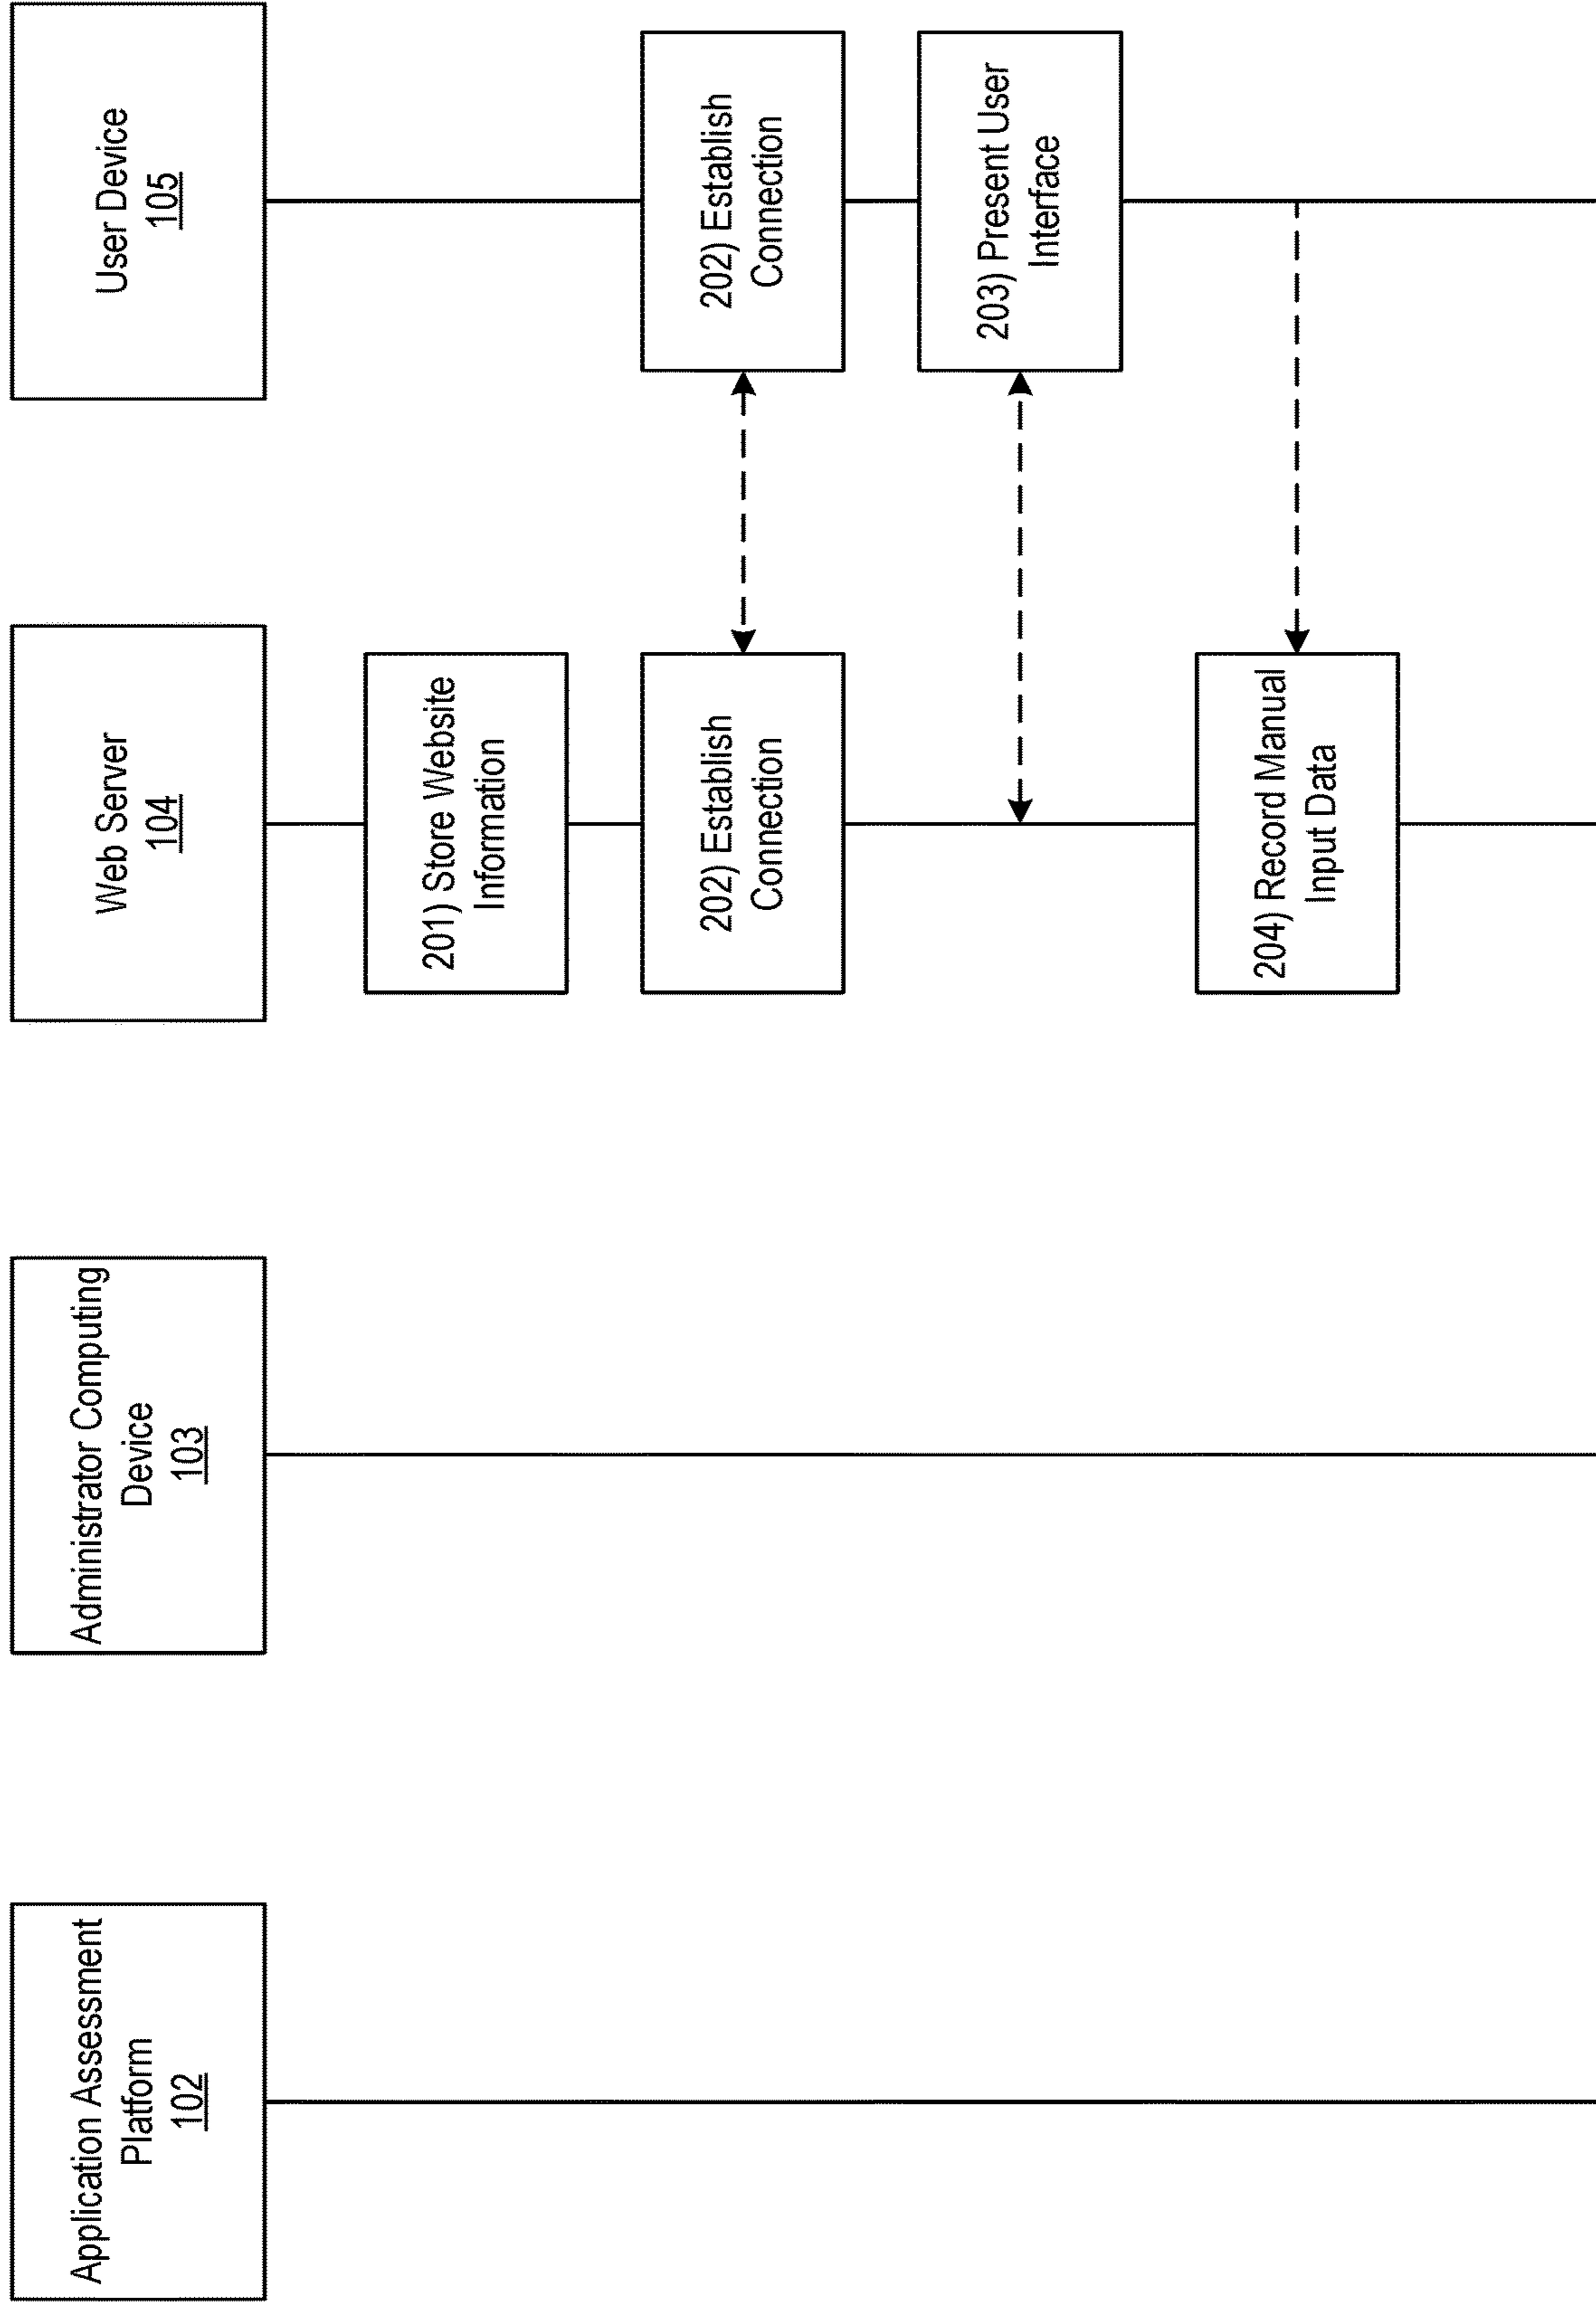 Application Assessment
Platform
102
Administrator Computing
Device
103
Web Server
104
User Device
105
201) Store Website
Information
202) Establish
Connection
202) Establish
Connection
203) Present User
Interface
204) Record Manual
Input Data